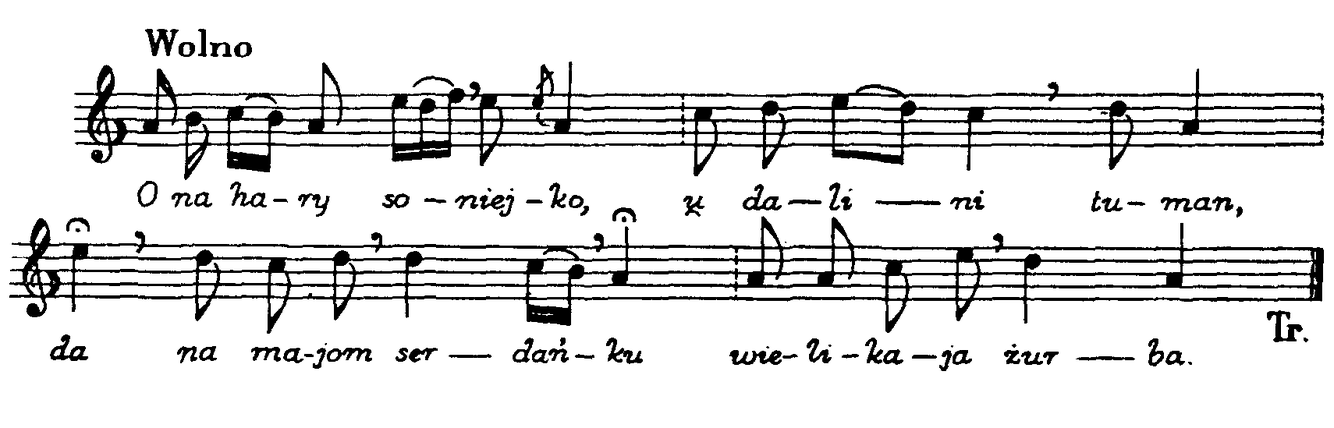 Wolno
O na ha-ry so-niej-ko, u̯ da-li-ni tu-man,
da na ma-jom ser-dań-ku wie-li-ka-ja żur-ba.
Tr.